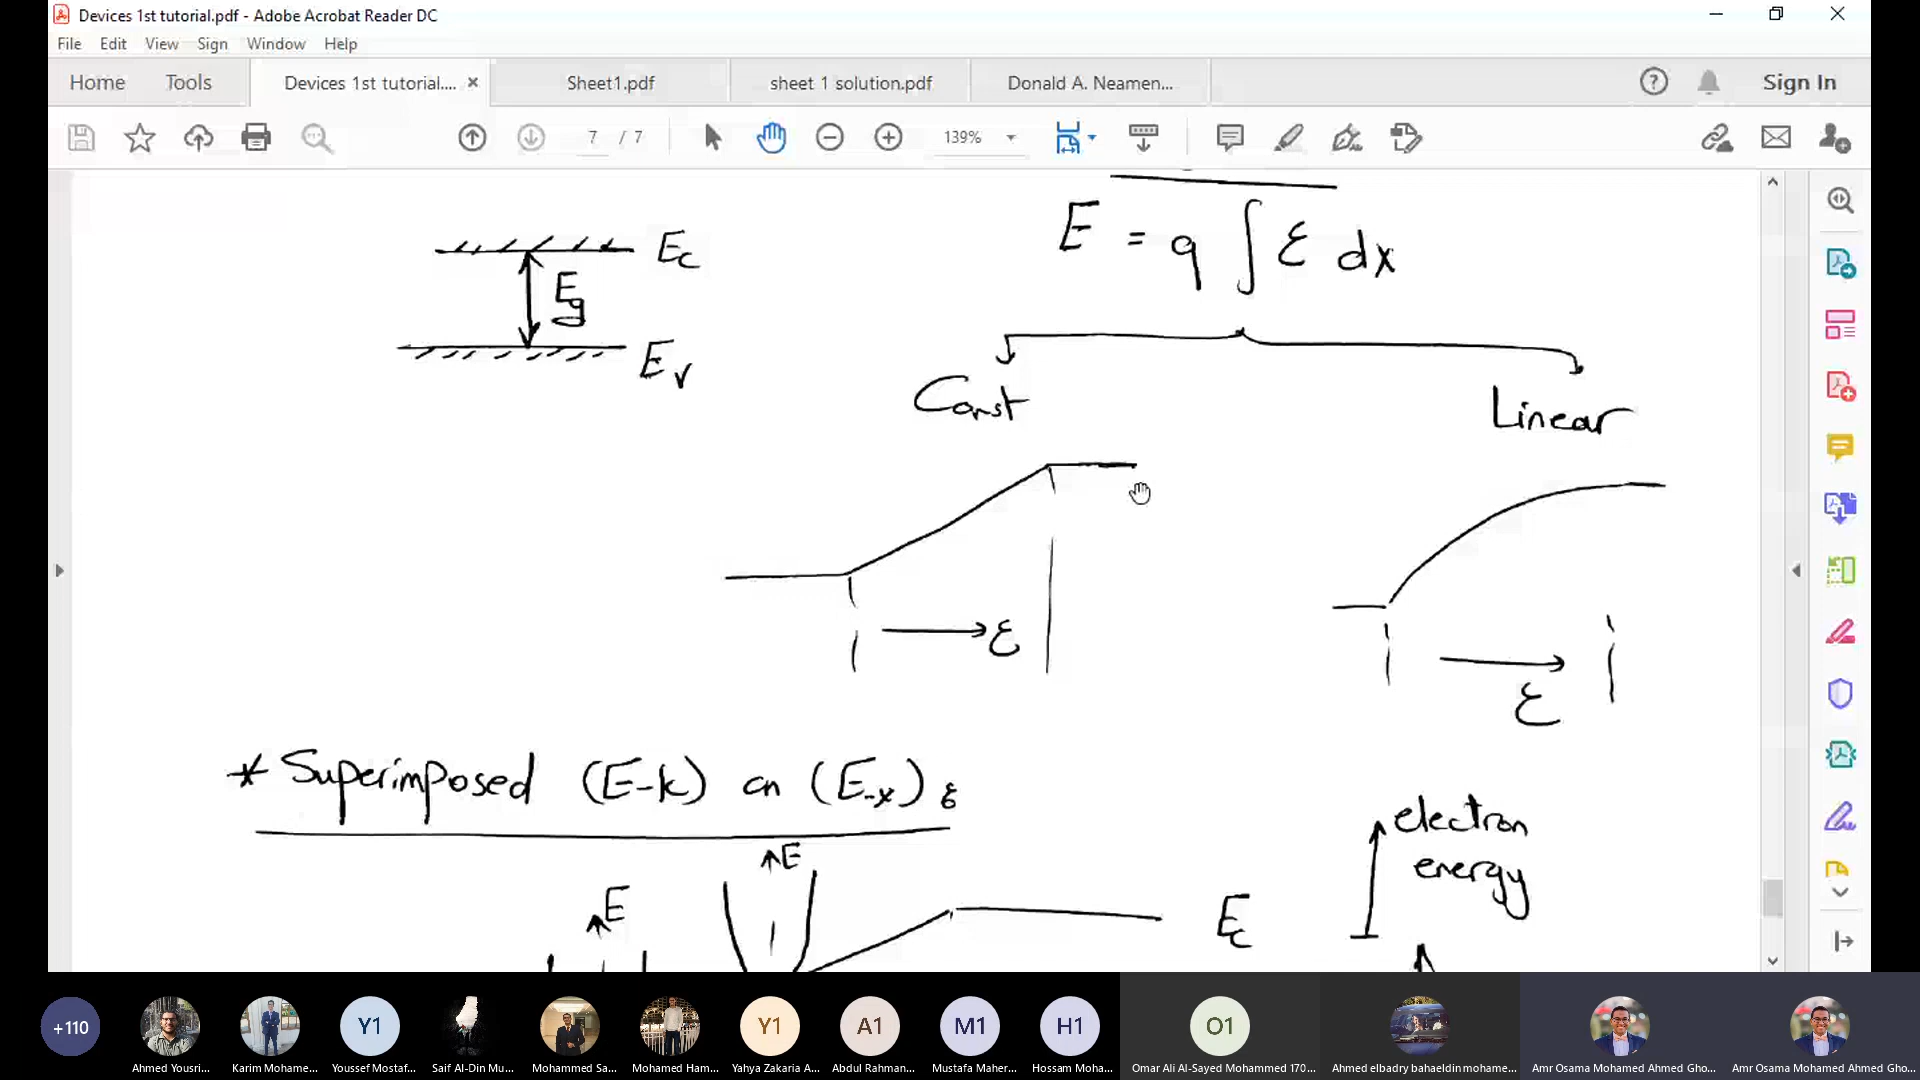 Devices 1st tutorial.pdf - Adobe Acrobat Reader DC
File Edit View Sign Window Help
Home Tools Devices 1st tutorial.... × Sheet1.pdf sheet 1 solution.pdf Donald A. Neamen... Sign In
7 / 7 139%
E = q ∫ ε dx
Ec
Eg
Ev
Const Linear
ε
ε
* Superimposed (E-k) on (E-x) :
electron
energy
E
E
Ec
+110
Ahmed Yousri...
Karim Mohame...
Y1
Youssef Mostaf...
Saif Al-Din Mu...
Mohammed Sa...
Mohamed Ham...
Y1
Yahya Zakaria A...
A1
Abdul Rahman...
M1
Mustafa Maher...
H1
Hossam Moha...
O1
Omar Ali Al-Sayed Mohammed 170...
Ahmed elbadry bahaeldin mohame...
Amr Osama Mohamed Ahmed Gho...
Amr Osama Mohamed Ahmed Gho...